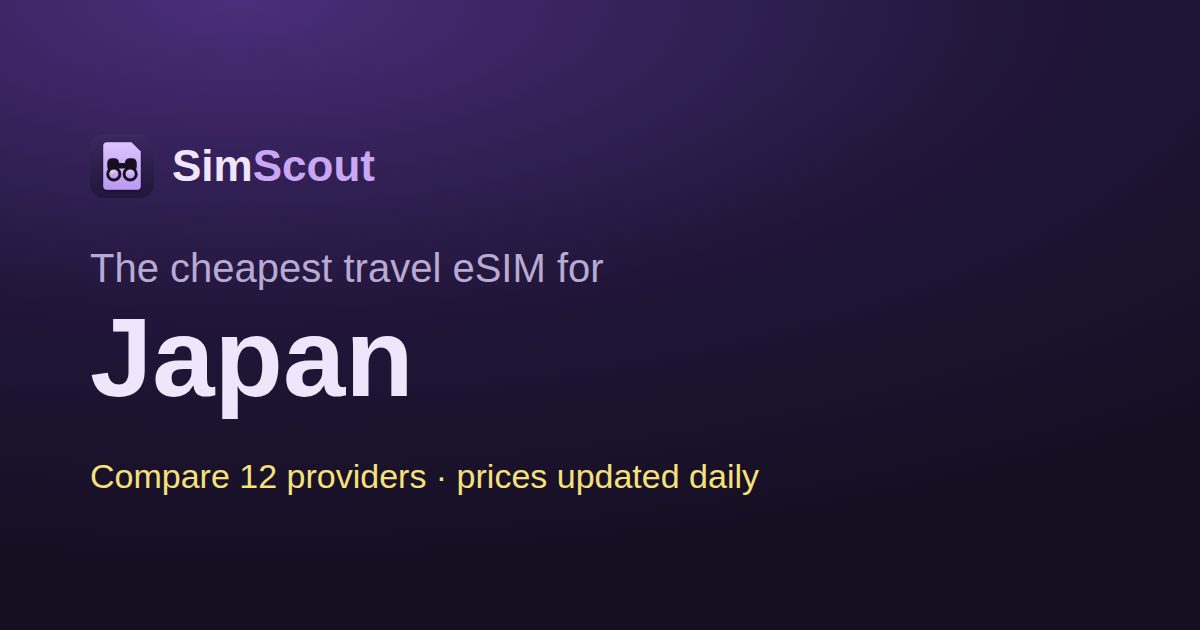 SimScout
The cheapest travel eSIM for
Japan
Compare 12 providers · prices updated daily